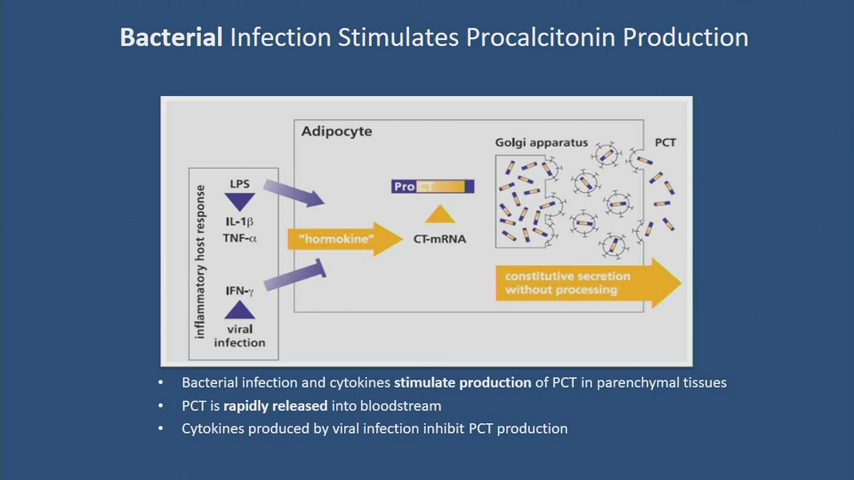 Bacterial Infection Stimulates Procalcitonin Production
Adipocyte
Golgi apparatus
PCT
inflammatory host response
LPS
IL-1β
TNF-α
IFN-γ
viral
infection
"hormokine"
Pro CT
CT-mRNA
constitutive secretion
without processing
• Bacterial infection and cytokines stimulate production of PCT in parenchymal tissues
• PCT is rapidly released into bloodstream
• Cytokines produced by viral infection inhibit PCT production